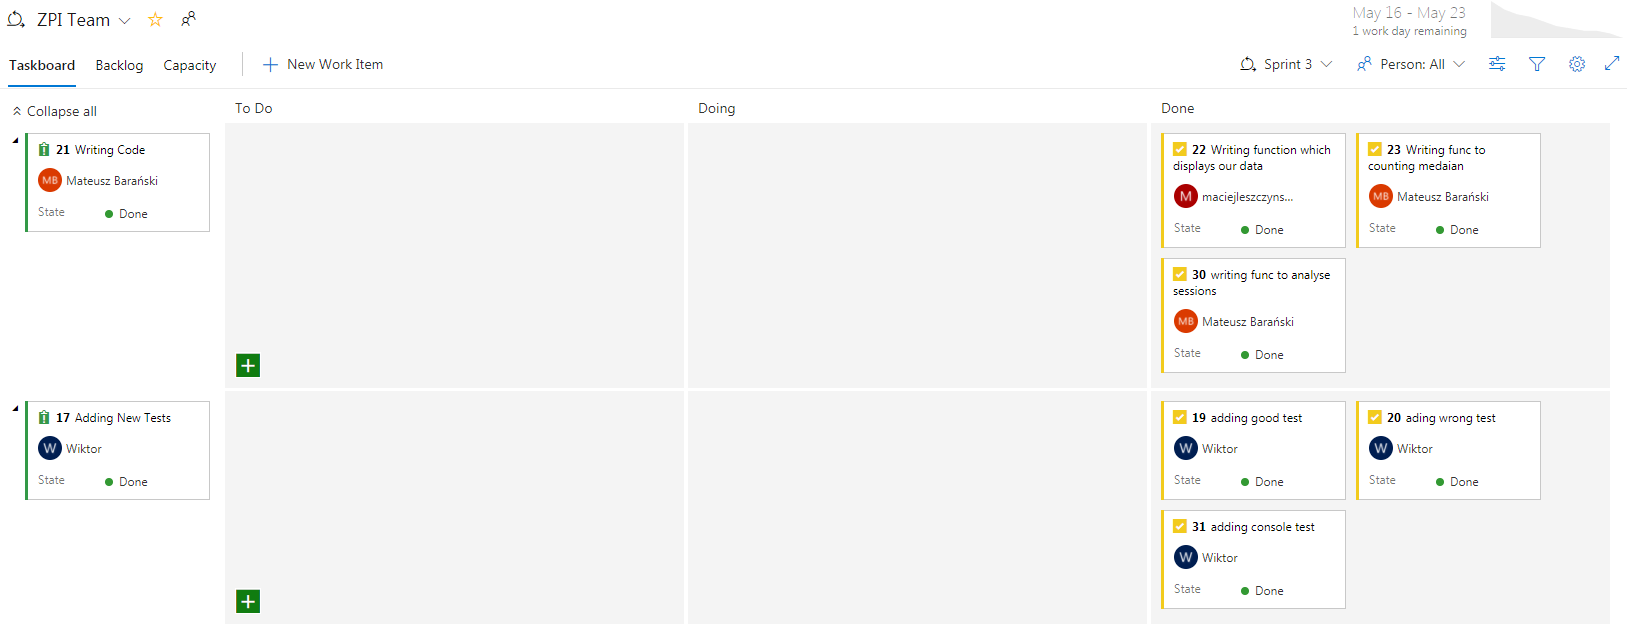 ZPI Team
May 16 - May 23
1 work day remaining
Taskboard Backlog Capacity New Work Item Sprint 3 Person: All
Collapse all To Do Doing Done
21 Writing Code
MB Mateusz Barański
State Done
22 Writing function which
displays our data
M maciejleszczyns...
State Done
23 Writing func to
counting medaian
MB Mateusz Barański
State Done
30 writing func to analyse
sessions
MB Mateusz Barański
State Done
17 Adding New Tests
W Wiktor
State Done
19 adding good test
W Wiktor
State Done
20 ading wrong test
W Wiktor
State Done
31 adding console test
W Wiktor
State Done